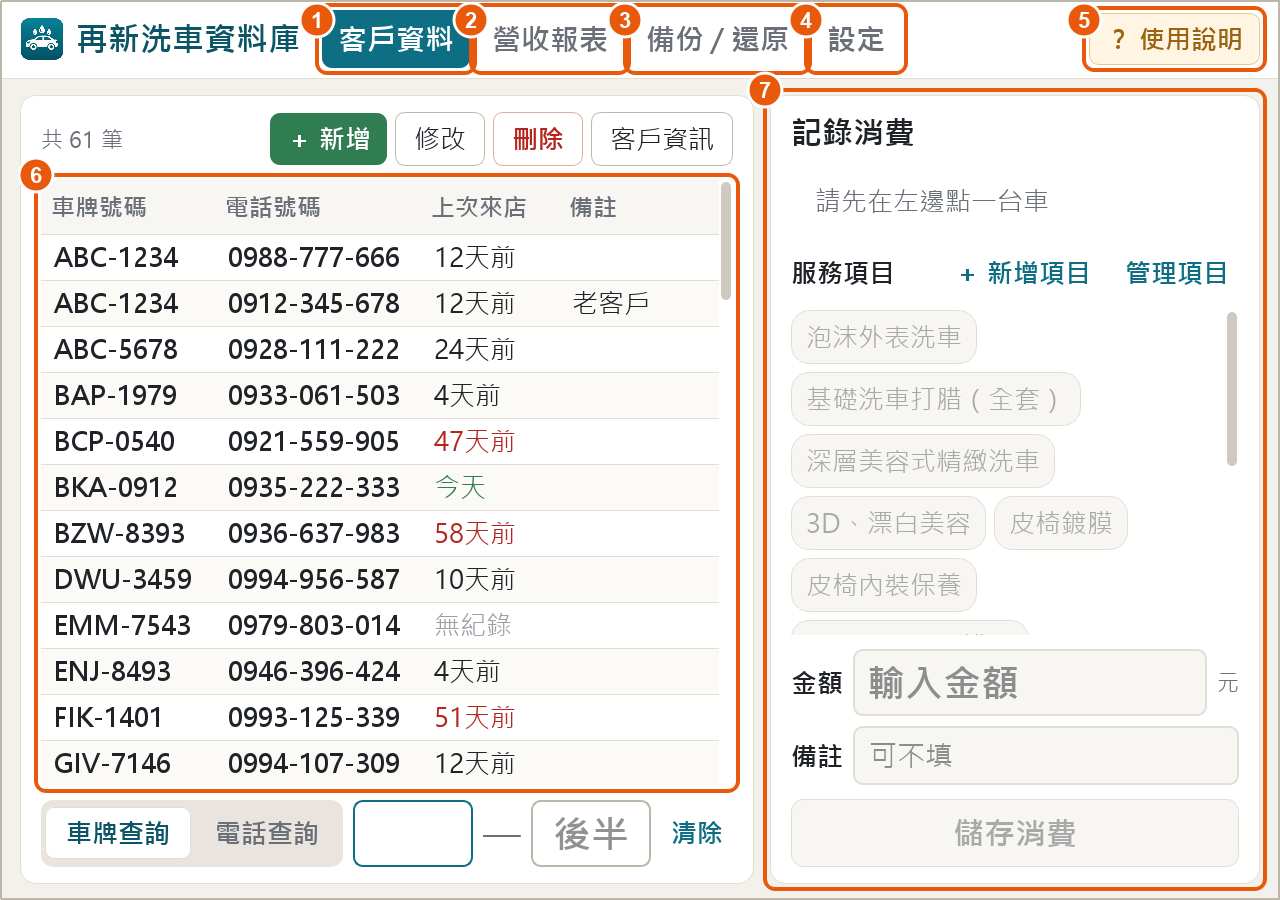 再新洗車資料庫
1 客戶資料 2 營收報表 3 備份 / 還原 4 設定 5 ? 使用說明
共 61 筆 + 新增 修改 刪除 客戶資訊
6
車牌號碼 電話號碼 上次來店 備註
ABC-1234 0988-777-666 12天前
ABC-1234 0912-345-678 12天前 老客戶
ABC-5678 0928-111-222 24天前
BAP-1979 0933-061-503 4天前
BCP-0540 0921-559-905 47天前
BKA-0912 0935-222-333 今天
BZW-8393 0936-637-983 58天前
DWU-3459 0994-956-587 10天前
EMM-7543 0979-803-014 無紀錄
ENJ-8493 0946-396-424 4天前
FIK-1401 0993-125-339 51天前
GIV-7146 0994-107-309 12天前
車牌查詢 電話查詢 — 後半 清除
7
記錄消費
請先在左邊點一台車
服務項目 + 新增項目 管理項目
泡沫外表洗車
基礎洗車打腊（全套）
深層美容式精緻洗車
3D、漂白美容 皮椅鍍膜
皮椅內裝保養
金額 輸入金額 元
備註 可不填
儲存消費